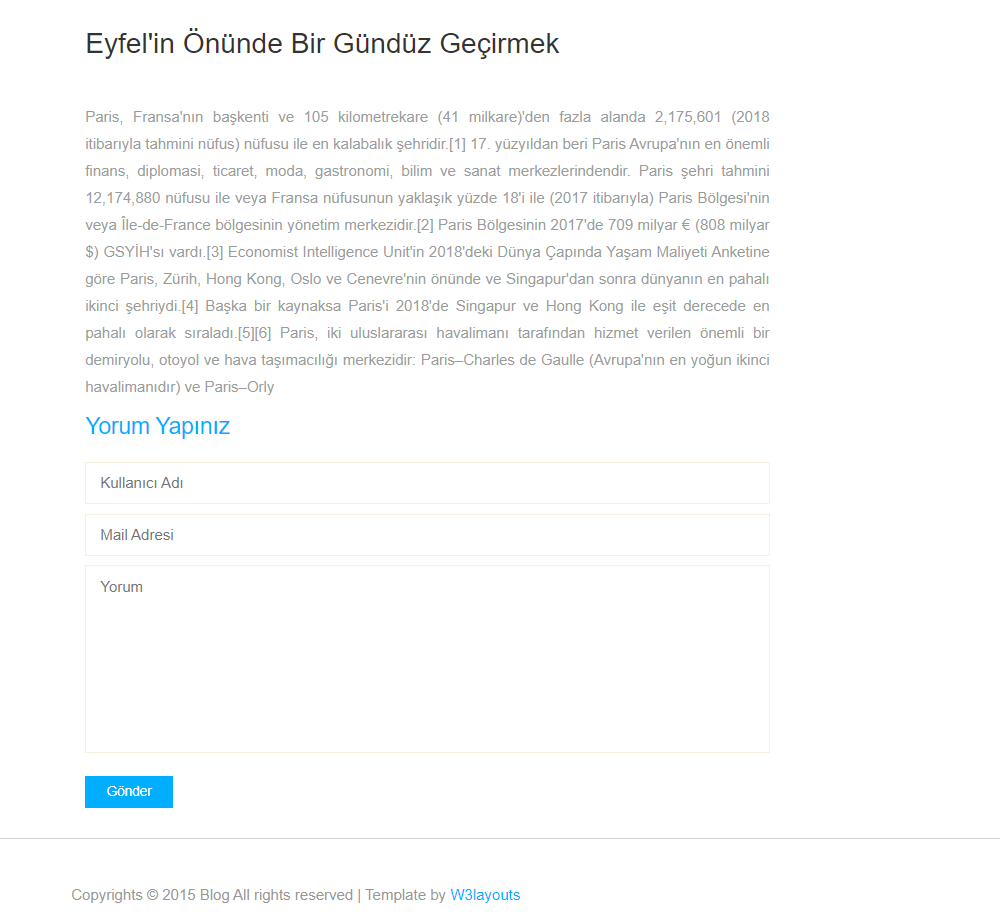 Eyfel'in Önünde Bir Gündüz Geçirmek
Paris, Fransa'nın başkenti ve 105 kilometrekare (41 milkare)'den fazla alanda 2,175,601 (2018
itibarıyla tahmini nüfus) nüfusu ile en kalabalık şehridir.[1] 17. yüzyıldan beri Paris Avrupa'nın en önemli
finans, diplomasi, ticaret, moda, gastronomi, bilim ve sanat merkezlerindendir. Paris şehri tahmini
12,174,880 nüfusu ile veya Fransa nüfusunun yaklaşık yüzde 18'i ile (2017 itibarıyla) Paris Bölgesi'nin
veya Île-de-France bölgesinin yönetim merkezidir.[2] Paris Bölgesinin 2017'de 709 milyar € (808 milyar
$) GSYİH'sı vardı.[3] Economist Intelligence Unit'in 2018'deki Dünya Çapında Yaşam Maliyeti Anketine
göre Paris, Zürih, Hong Kong, Oslo ve Cenevre'nin önünde ve Singapur'dan sonra dünyanın en pahalı
ikinci şehriydi.[4] Başka bir kaynaksa Paris'i 2018'de Singapur ve Hong Kong ile eşit derecede en
pahalı olarak sıraladı.[5][6] Paris, iki uluslararası havalimanı tarafından hizmet verilen önemli bir
demiryolu, otoyol ve hava taşımacılığı merkezidir: Paris–Charles de Gaulle (Avrupa'nın en yoğun ikinci
havalimanıdır) ve Paris–Orly
Yorum Yapınız
Kullanıcı Adı
Mail Adresi
Yorum
Gönder
Copyrights © 2015 Blog All rights reserved | Template by W3layouts